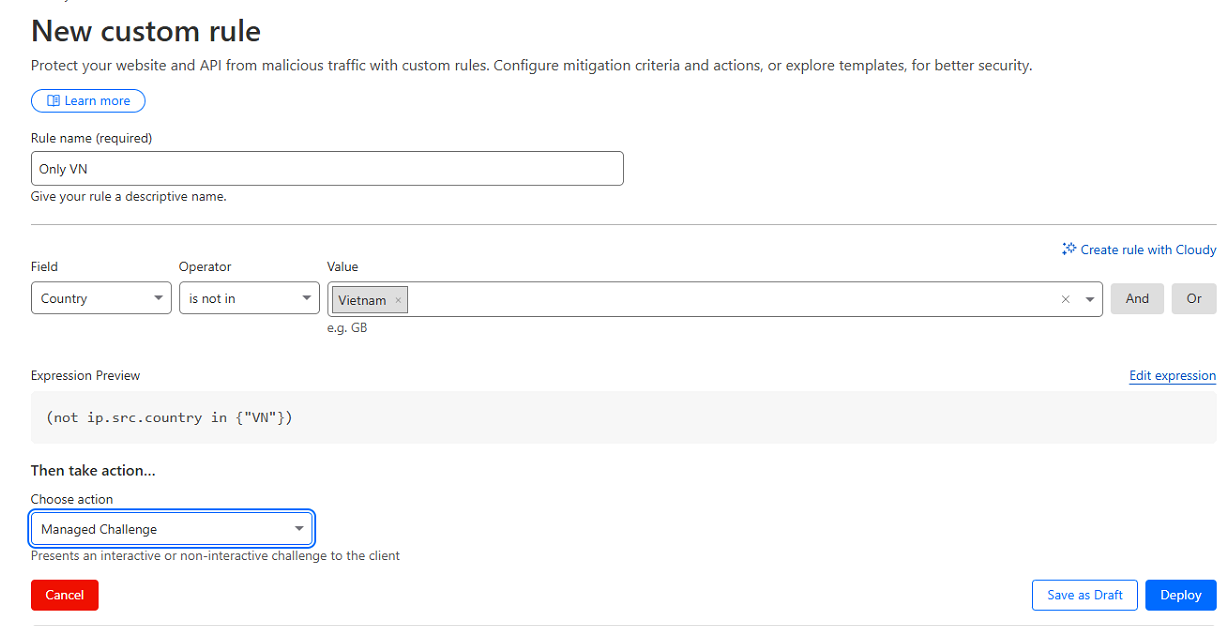 New custom rule
Protect your website and API from malicious traffic with custom rules. Configure mitigation criteria and actions, or explore templates, for better security.
Learn more
Rule name (required)
Only VN
Give your rule a descriptive name.
Create rule with Cloudy
Field Operator Value
Country is not in Vietnam × × And Or
e.g. GB
Expression Preview Edit expression
(not ip.src.country in {"VN"})
Then take action...
Choose action
Managed Challenge
Presents an interactive or non-interactive challenge to the client
Cancel Save as Draft Deploy